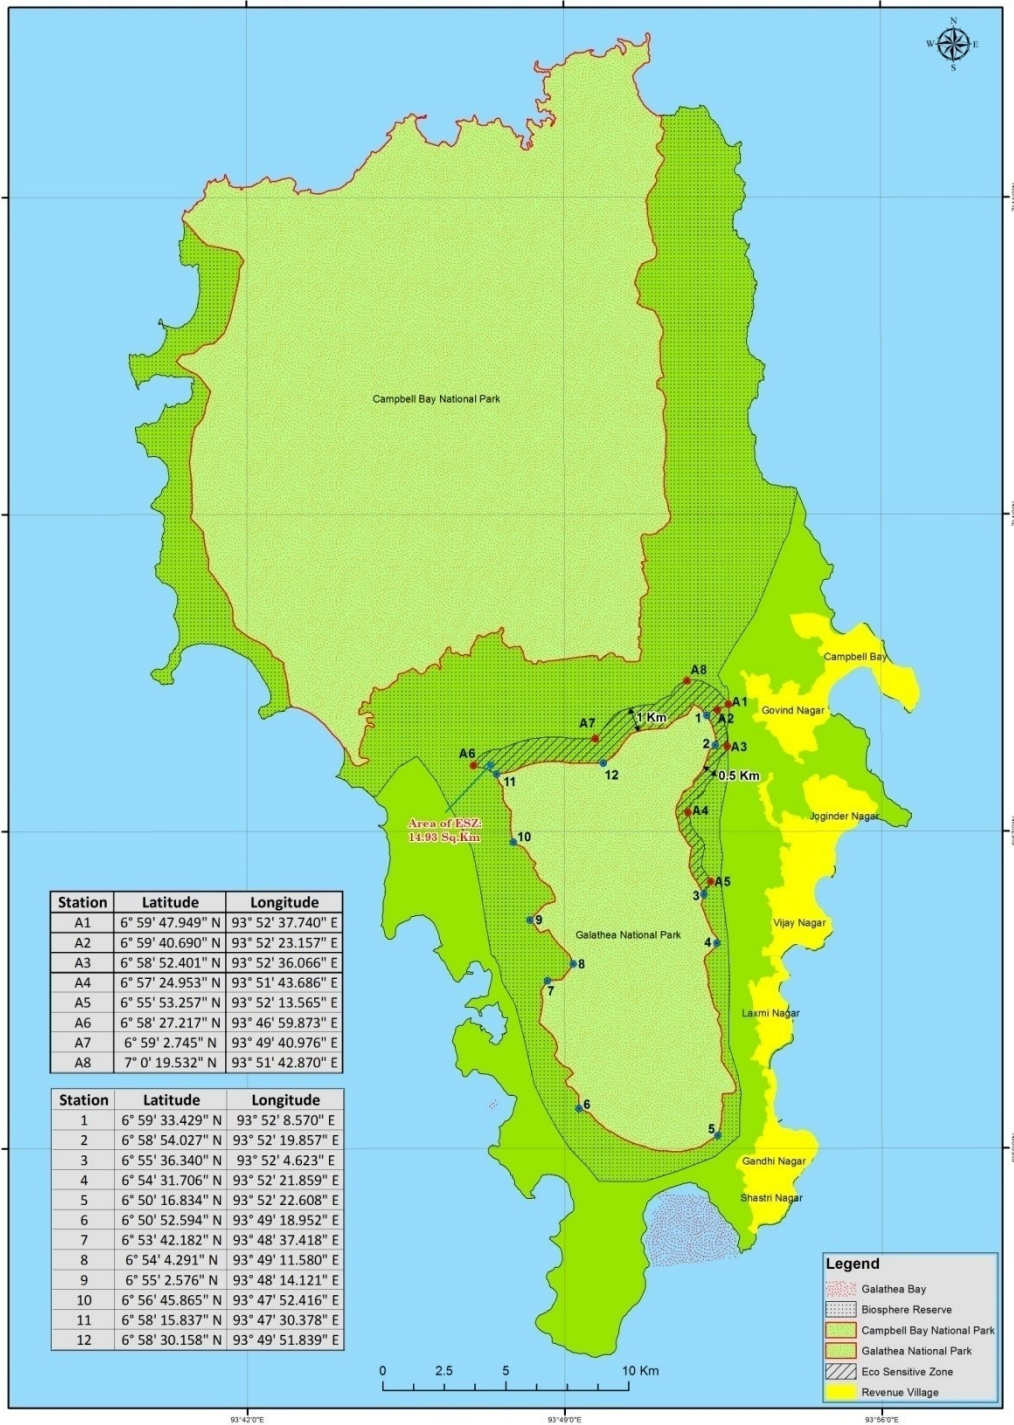 N
W E
S
Campbell Bay National Park
Campbell Bay
A8
A1
Govind Nagar
1 Km
1
A2
A7
2
A3
A6
12
0.5 Km
11
A4
Joginder Nagar
Area of ESZ:
14.93 Sq.Km
10
A5
3
9
Vijay Nagar
Galathea National Park
4
8
7
Laxmi Nagar
6
5
Gandhi Nagar
Shastri Nagar
Station Latitude Longitude
A1 6° 59' 47.949" N 93° 52' 37.740" E
A2 6° 59' 40.690" N 93° 52' 23.157" E
A3 6° 58' 52.401" N 93° 52' 36.066" E
A4 6° 57' 24.953" N 93° 51' 43.686" E
A5 6° 55' 53.257" N 93° 52' 13.565" E
A6 6° 58' 27.217" N 93° 46' 59.873" E
A7 6° 59' 2.745" N 93° 49' 40.976" E
A8 7° 0' 19.532" N 93° 51' 42.870" E
Station Latitude Longitude
1 6° 59' 33.429" N 93° 52' 8.570" E
2 6° 58' 54.027" N 93° 52' 19.857" E
3 6° 55' 36.340" N 93° 52' 4.623" E
4 6° 54' 31.706" N 93° 52' 21.859" E
5 6° 50' 16.834" N 93° 52' 22.608" E
6 6° 50' 52.594" N 93° 49' 18.952" E
7 6° 53' 42.182" N 93° 48' 37.418" E
8 6° 54' 4.291" N 93° 49' 11.580" E
9 6° 55' 2.576" N 93° 48' 14.121" E
10 6° 56' 45.865" N 93° 47' 52.416" E
11 6° 58' 15.837" N 93° 47' 30.378" E
12 6° 58' 30.158" N 93° 49' 51.839" E
Legend
Galathea Bay
Biosphere Reserve
Campbell Bay National Park
Galathea National Park
Eco Sensitive Zone
Revenue Village
0 2.5 5 10 Km
93°42'0"E 93°49'0"E 93°56'0"E